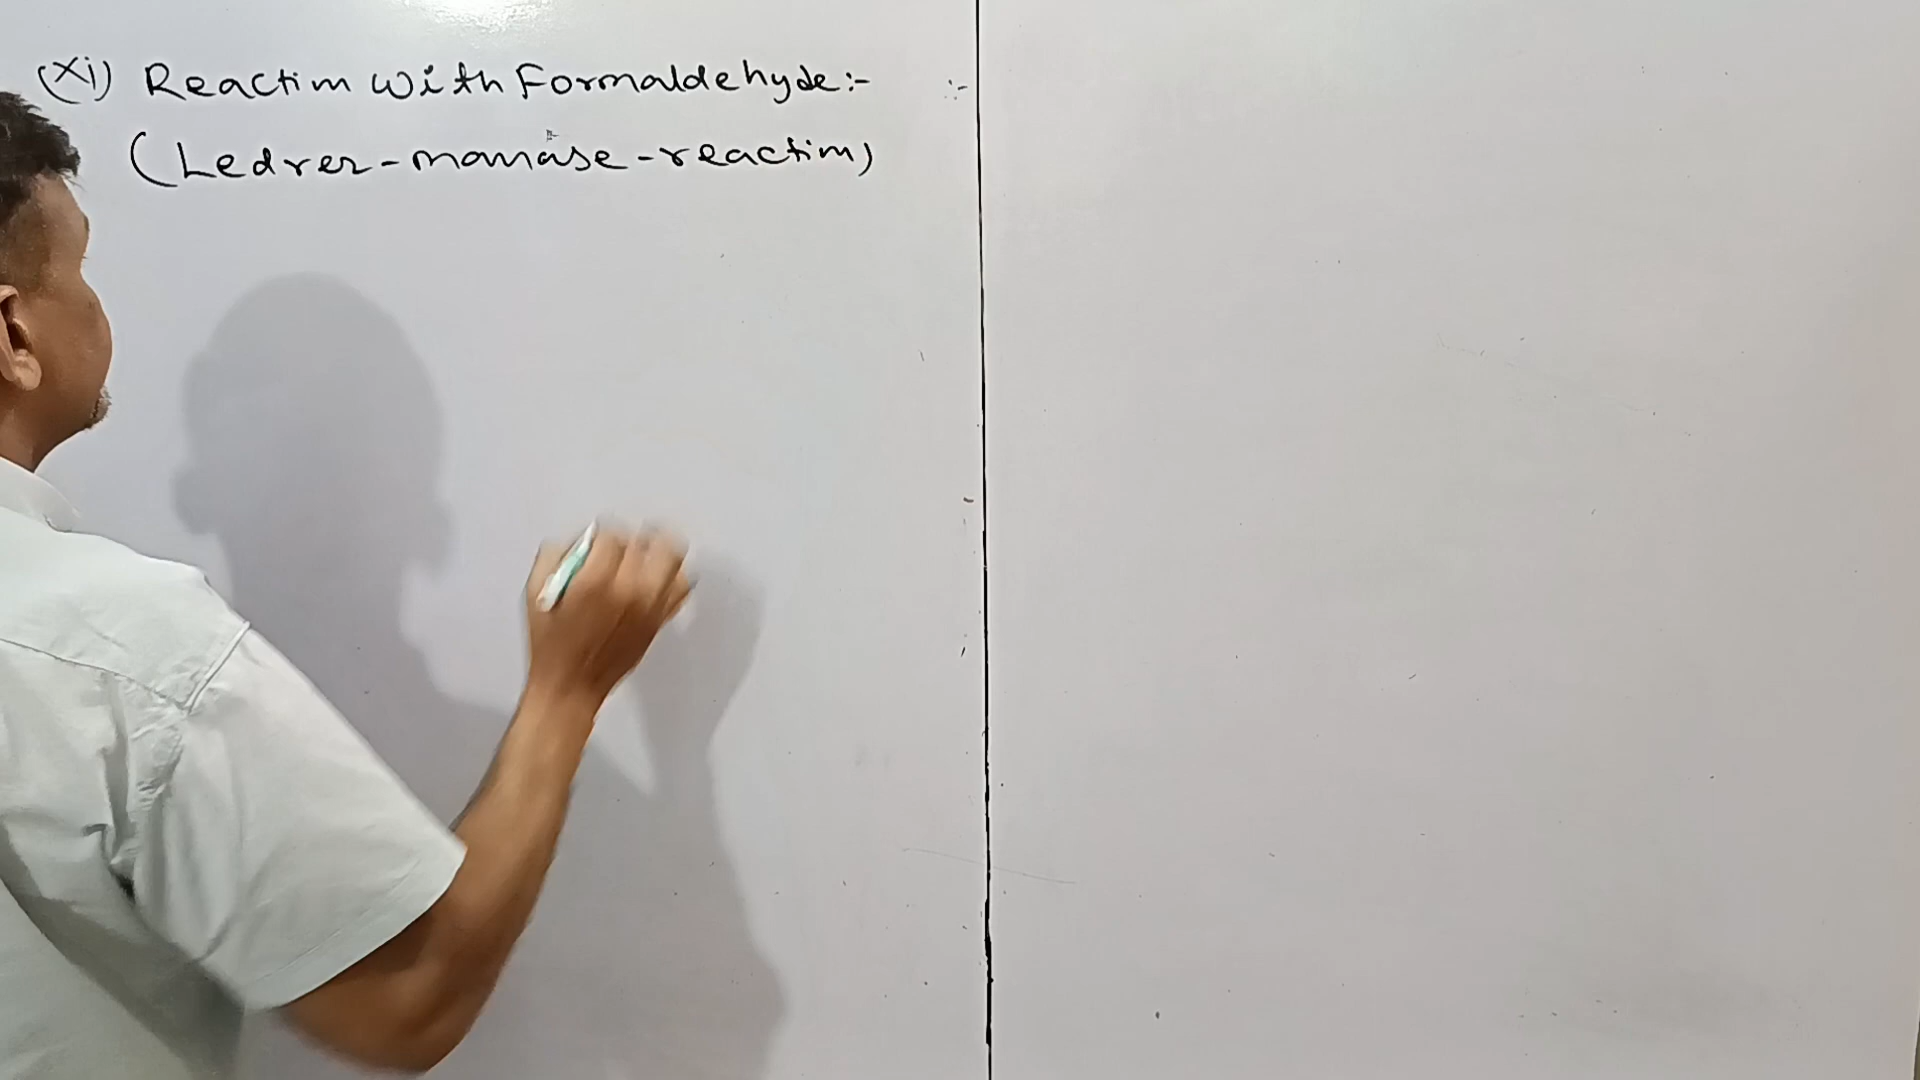 (xi) Reaction with Formaldehyde:-
(Ledrer-manase-reaction)